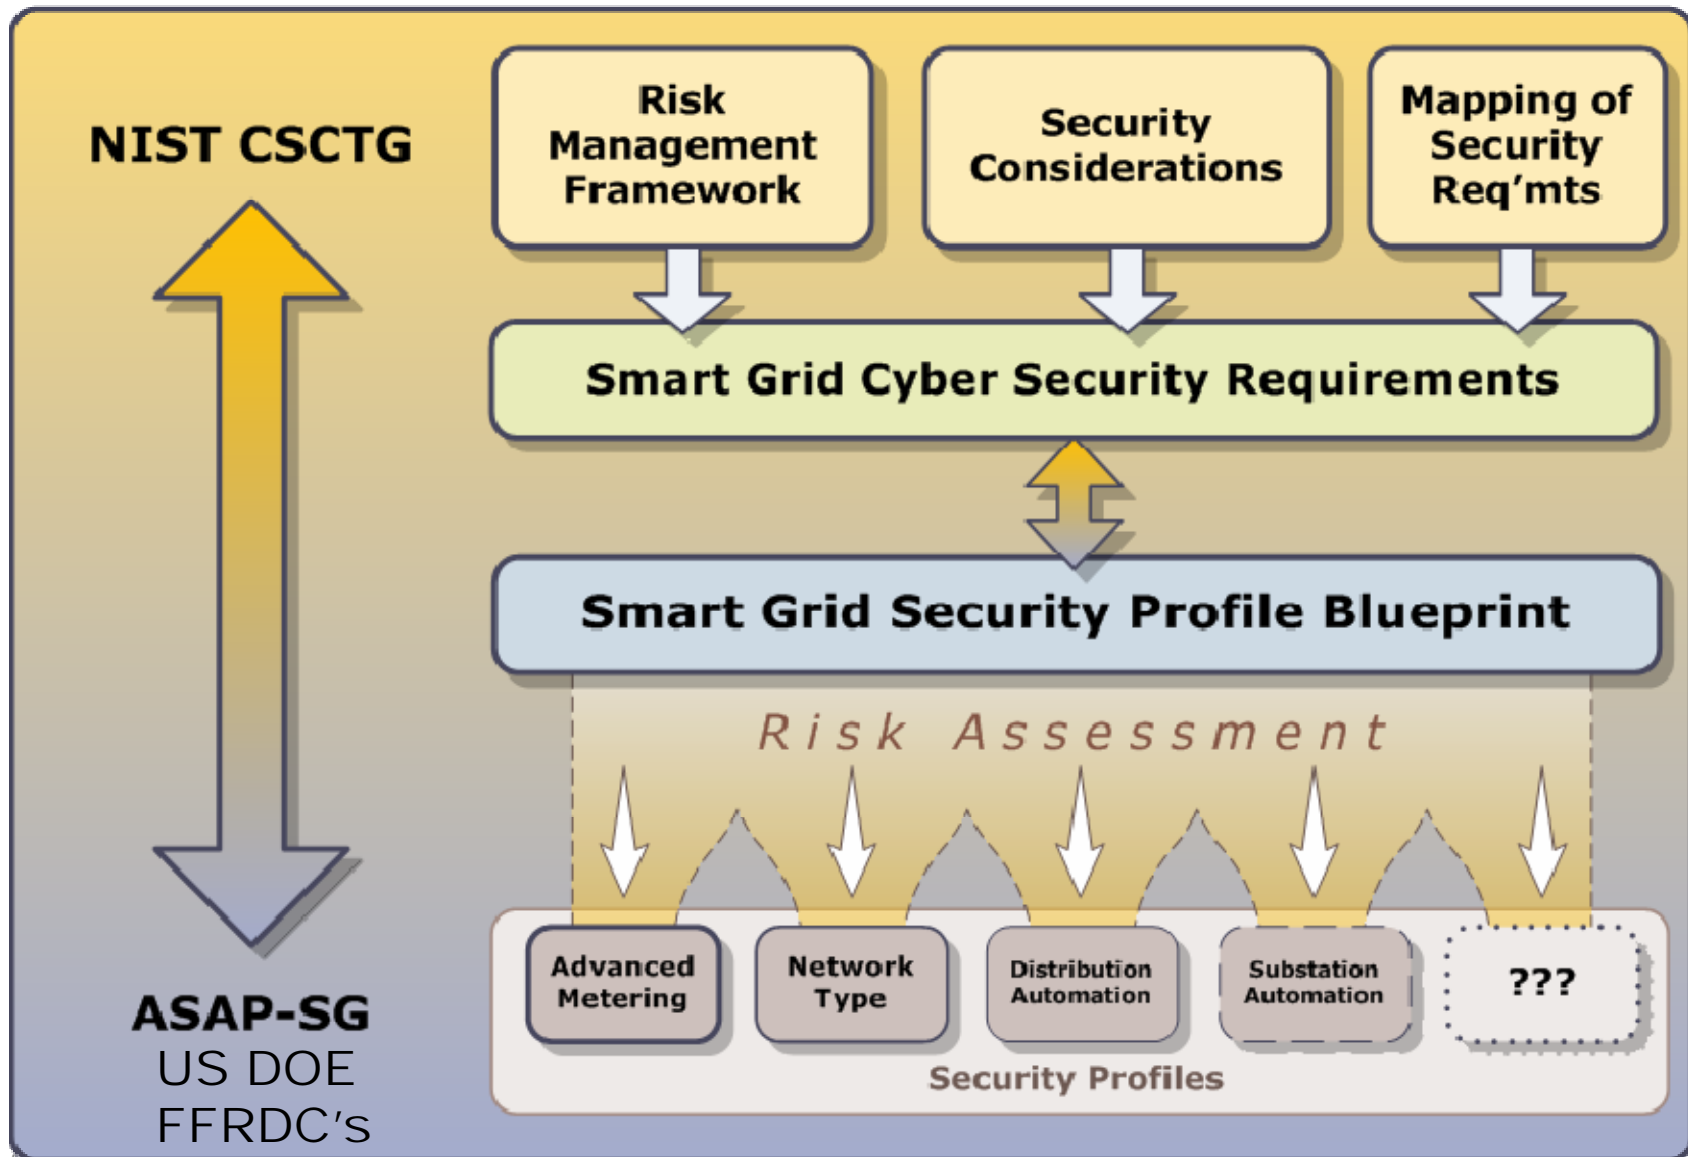 NIST CSCTG
Risk
Management
Framework
Security
Considerations
Mapping of
Security
Req'mts
Smart Grid Cyber Security Requirements
Smart Grid Security Profile Blueprint
Risk Assessment
Advanced
Metering
Network
Type
Distribution
Automation
Substation
Automation
???
Security Profiles
ASAP-SG
US DOE
FFRDC's